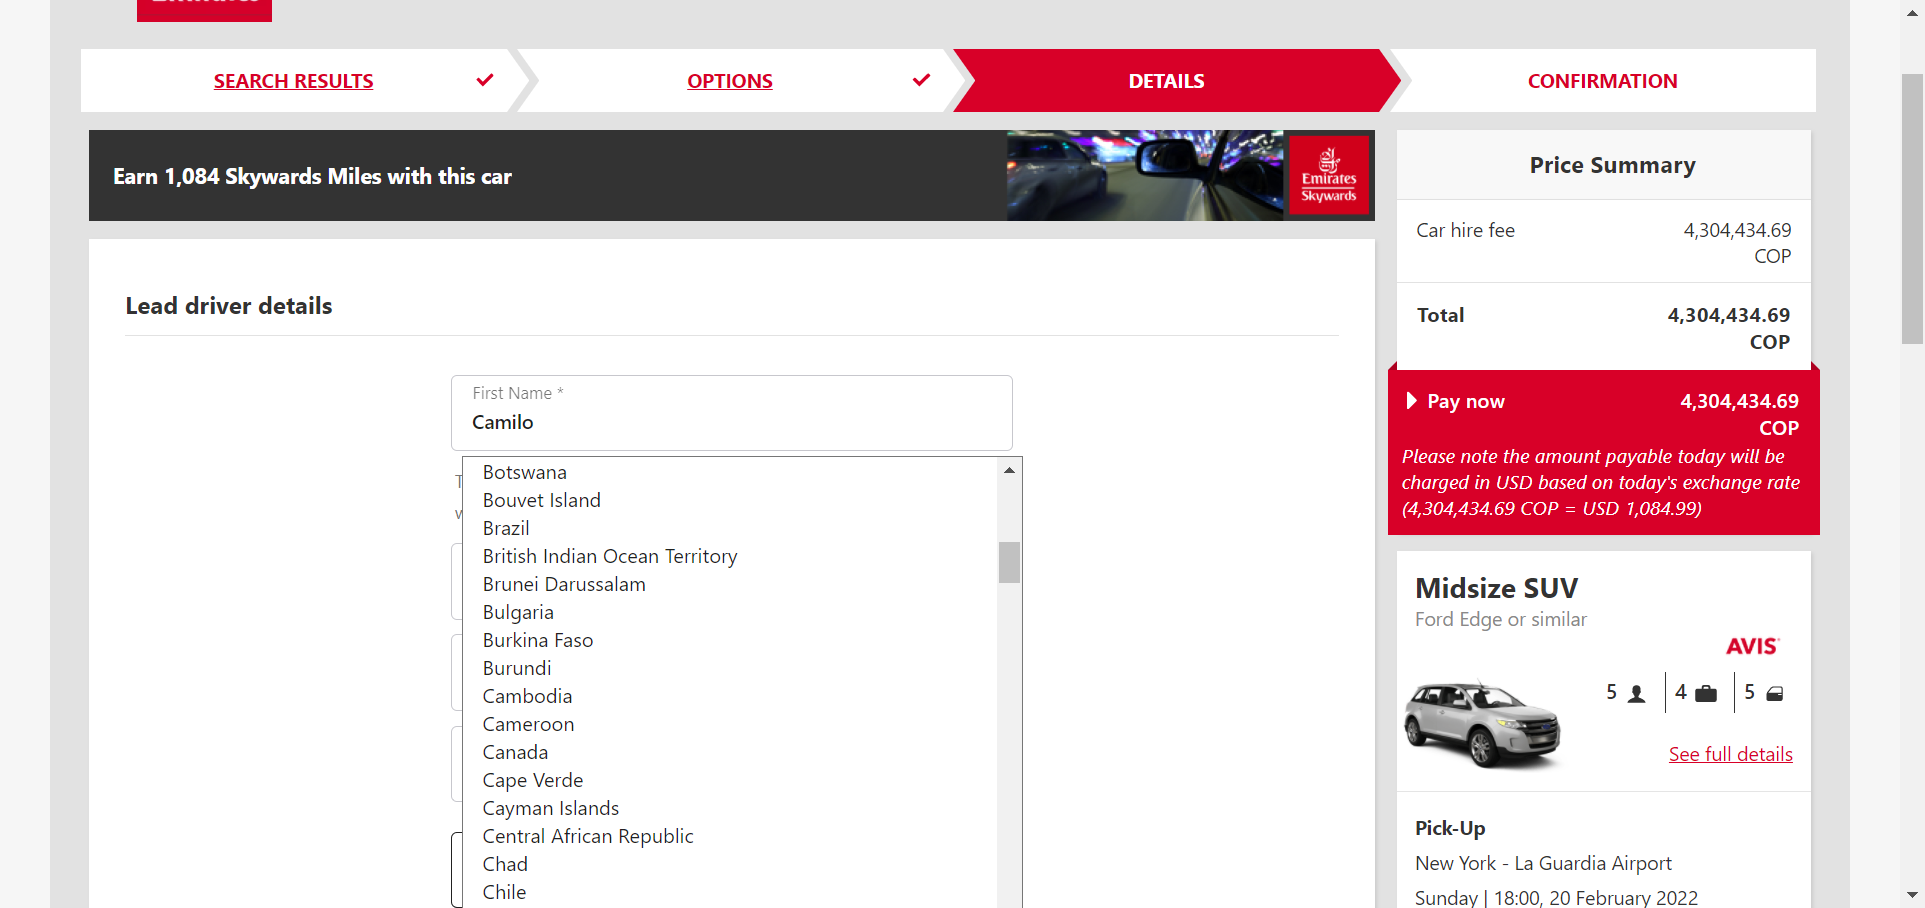 SEARCH RESULTS
OPTIONS
DETAILS
CONFIRMATION
Earn 1,084 Skywards Miles with this car
Emirates
Skywards
Lead driver details
First Name *
Camilo
Botswana
Bouvet Island
Brazil
British Indian Ocean Territory
Brunei Darussalam
Bulgaria
Burkina Faso
Burundi
Cambodia
Cameroon
Canada
Cape Verde
Cayman Islands
Central African Republic
Chad
Chile
Price Summary
Car hire fee 4,304,434.69
COP
Total 4,304,434.69
COP
Pay now 4,304,434.69
COP
Please note the amount payable today will be
charged in USD based on today's exchange rate
(4,304,434.69 COP = USD 1,084.99)
Midsize SUV
Ford Edge or similar
AVIS
5 4 5
See full details
Pick-Up
New York - La Guardia Airport
Sunday | 18:00, 20 February 2022